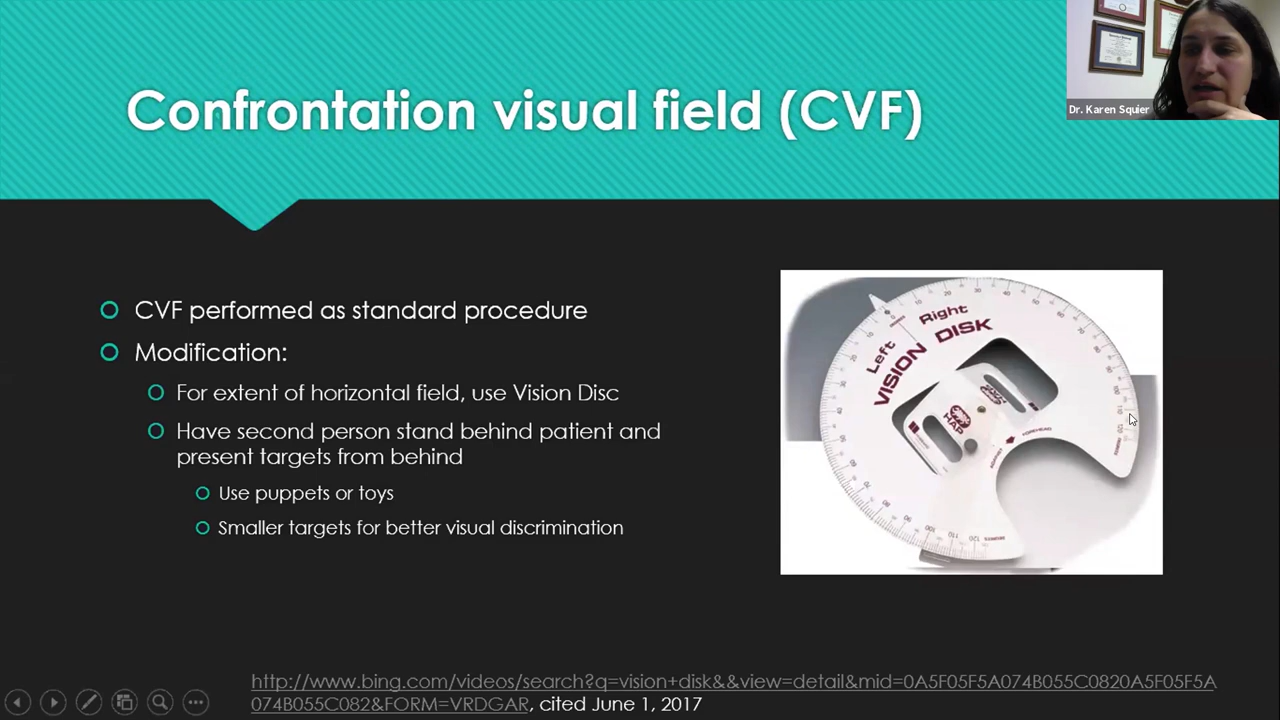 Confrontation visual field (CVF)
Dr. Karen Squier
CVF performed as standard procedure
Modification:
For extent of horizontal field, use Vision Disc
Have second person stand behind patient and
present targets from behind
Use puppets or toys
Smaller targets for better visual discrimination
Left Right
VISION DISK
FOREHEAD
http://www.bing.com/videos/search?q=vision+disk&&view=detail&mid=0A5F05F5A074B055C0820A5F05F5A
074B055C082&FORM=VRDGAR, cited June 1, 2017